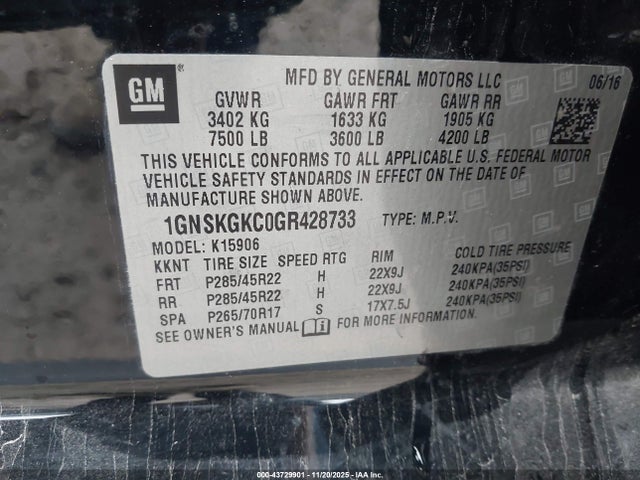 GM
MFD BY GENERAL MOTORS LLC
06/16
GVWR GAWR FRT GAWR RR
3402 KG 1633 KG 1905 KG
7500 LB 3600 LB 4200 LB
THIS VEHICLE CONFORMS TO ALL APPLICABLE U.S. FEDERAL MOTOR
VEHICLE SAFETY STANDARDS IN EFFECT ON THE DATE OF
MANUFACTURE SHOWN ABOVE.
1GNSKGKC0GR428733 TYPE: M.P.V.
MODEL: K15906
KKNT TIRE SIZE SPEED RTG RIM COLD TIRE PRESSURE
FRT P285/45R22 H 22X9J 240KPA(35PSI)
RR P285/45R22 H 22X9J 240KPA(35PSI)
SPA P265/70R17 S 17X7.5J 240KPA(35PSI)
SEE OWNER'S MANUAL FOR MORE INFORMATION.
000-43729901 - 11/20/2025 - IAA Inc.